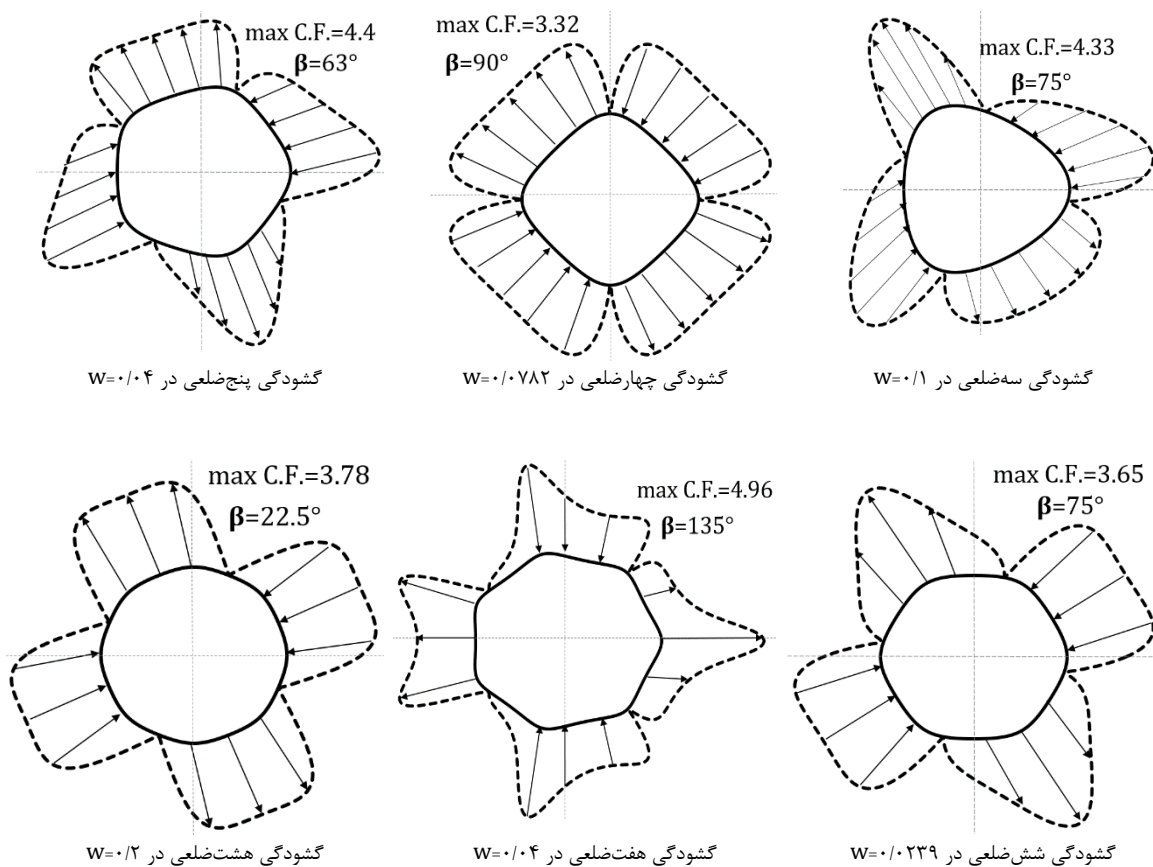 max C.F.=4.4
β=63°
max C.F.=3.32
β=90°
max C.F.=4.33
β=75°
گشودگی پنج‌ضلعی در w=۰/۰۴
گشودگی چهارضلعی در w=۰/۰۷۸۲
گشودگی سه‌ضلعی در w=۰/۱
max C.F.=3.78
β=22.5°
max C.F.=4.96
β=135°
max C.F.=3.65
β=75°
گشودگی هشت‌ضلعی در w=۰/۲
گشودگی هفت‌ضلعی در w=۰/۰۴
گشودگی شش‌ضلعی در w=۰/۰۲۳۹